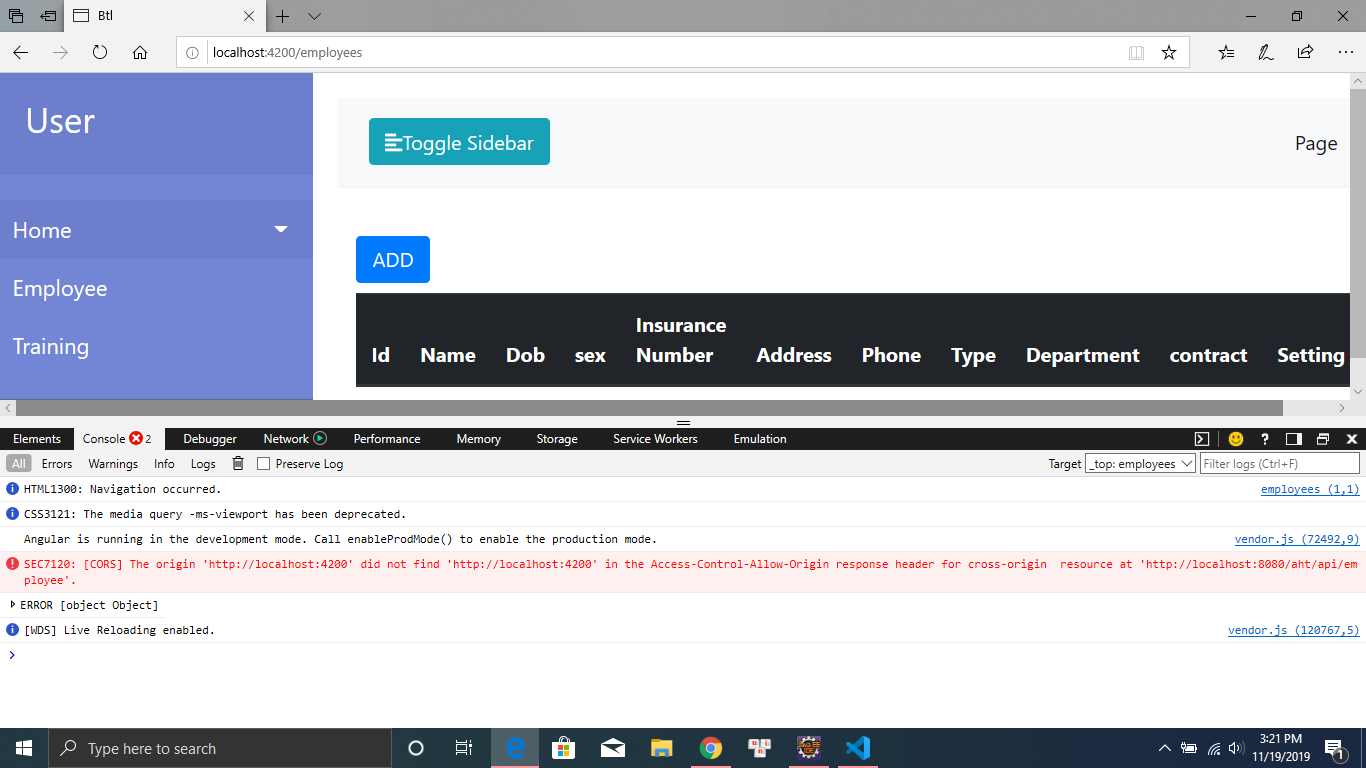 Btl
localhost:4200/employees
User
Toggle Sidebar
Page
Home
Employee
Training
ADD
Id Name Dob sex Insurance Number Address Phone Type Department contract Setting
Elements Console 2 Debugger Network Performance Memory Storage Service Workers Emulation
All Errors Warnings Info Logs Preserve Log Target _top: employees Filter logs (Ctrl+F)
HTML1300: Navigation occurred. employees (1,1)
CSS3121: The media query -ms-viewport has been deprecated.
Angular is running in the development mode. Call enableProdMode() to enable the production mode. vendor.js (72492,9)
SEC7120: [CORS] The origin 'http://localhost:4200' did not find 'http://localhost:4200' in the Access-Control-Allow-Origin response header for cross-origin  resource at 'http://localhost:8080/aht/api/em
ployee'.
ERROR [object Object]
[WDS] Live Reloading enabled. vendor.js (120767,5)
Type here to search
3:21 PM
11/19/2019
1